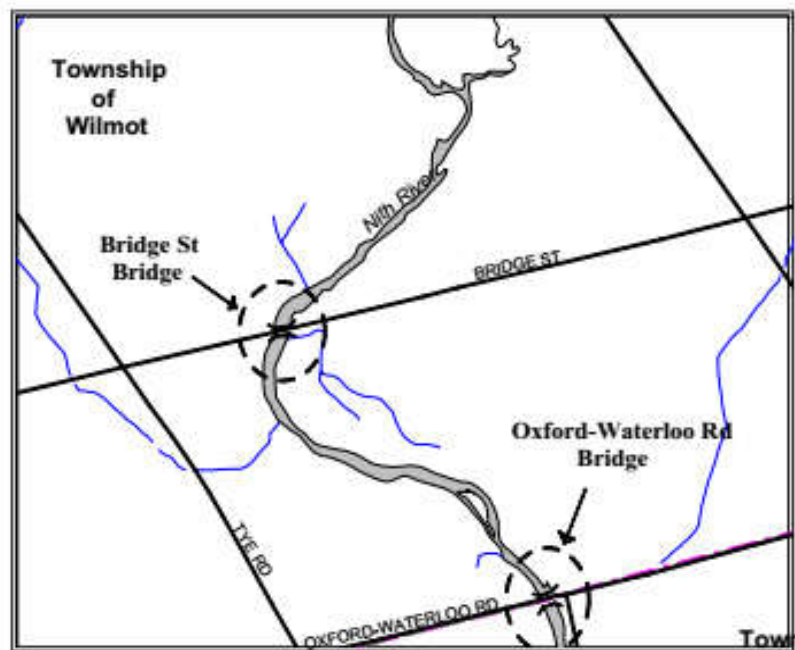 Township
of
Wilmot
Nith River
Bridge St
Bridge
BRIDGE ST
Oxford-Waterloo Rd
Bridge
TYE RD
OXFORD-WATERLOO RD
Town